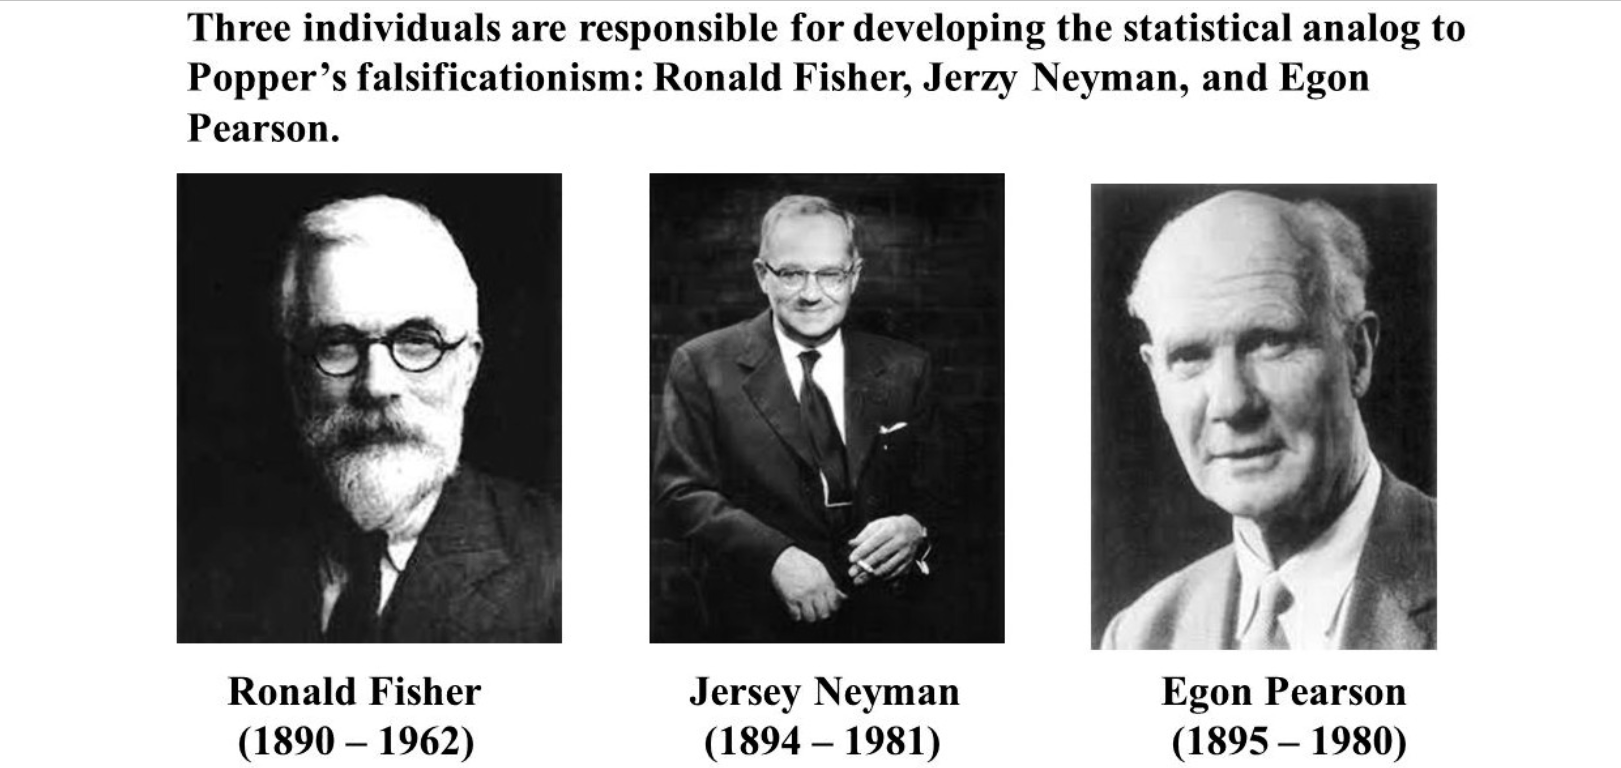 Three individuals are responsible for developing the statistical analog to
Popper’s falsificationism: Ronald Fisher, Jerzy Neyman, and Egon
Pearson.
Ronald Fisher
(1890 – 1962)
Jersey Neyman
(1894 – 1981)
Egon Pearson
(1895 – 1980)